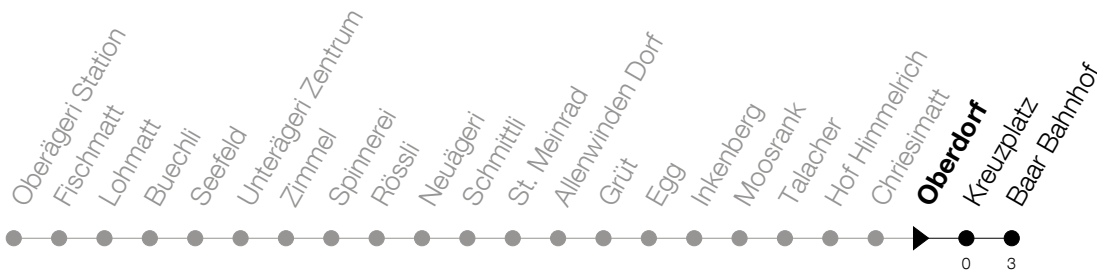 Oberägeri Station
Fischmatt
Lohmatt
Buechli
Seefeld
Unterägeri Zentrum
Zimmel
Spinnerei
Rössli
Neuägeri
Schmittli
St. Meinrad
Allenwinden Dorf
Grüt
Egg
Inkenberg
Moosrank
Talacher
Hof Himmelrich
Chriesimatt
Oberdorf
Kreuzplatz
Baar Bahnhof
0
3